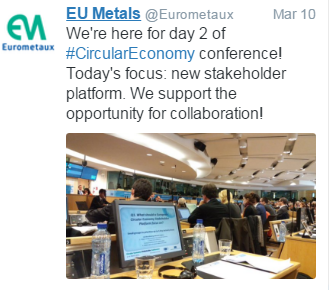 EU Metals @Eurometaux Mar 10
We're here for day 2 of
#CircularEconomy conference!
Today's focus: new stakeholder
platform. We support the
opportunity for collaboration!
Eurometaux